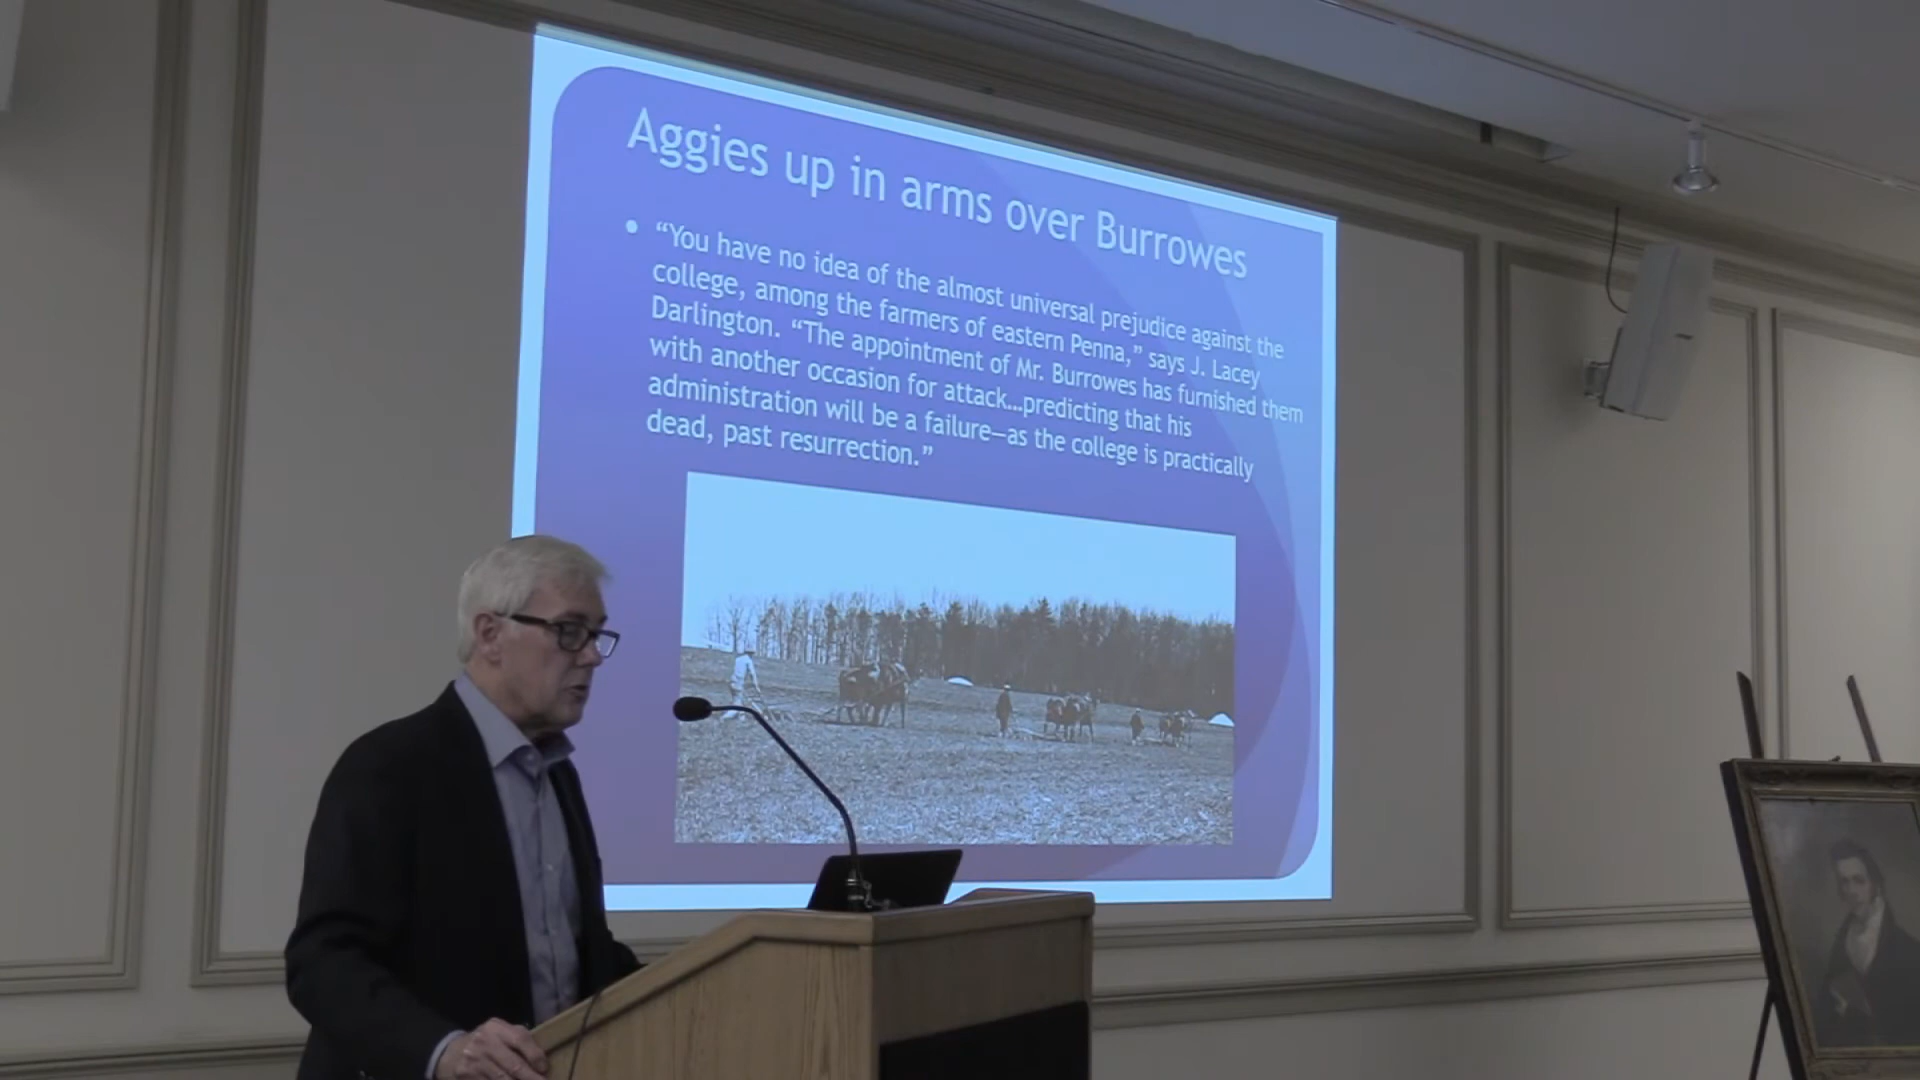 Aggies up in arms over Burrowes
• “You have no idea of the almost universal prejudice against the
college, among the farmers of eastern Penna,” says J. Lacey
Darlington. “The appointment of Mr. Burrowes has furnished them
with another occasion for attack…predicting that his
administration will be a failure—as the college is practically
dead, past resurrection.”